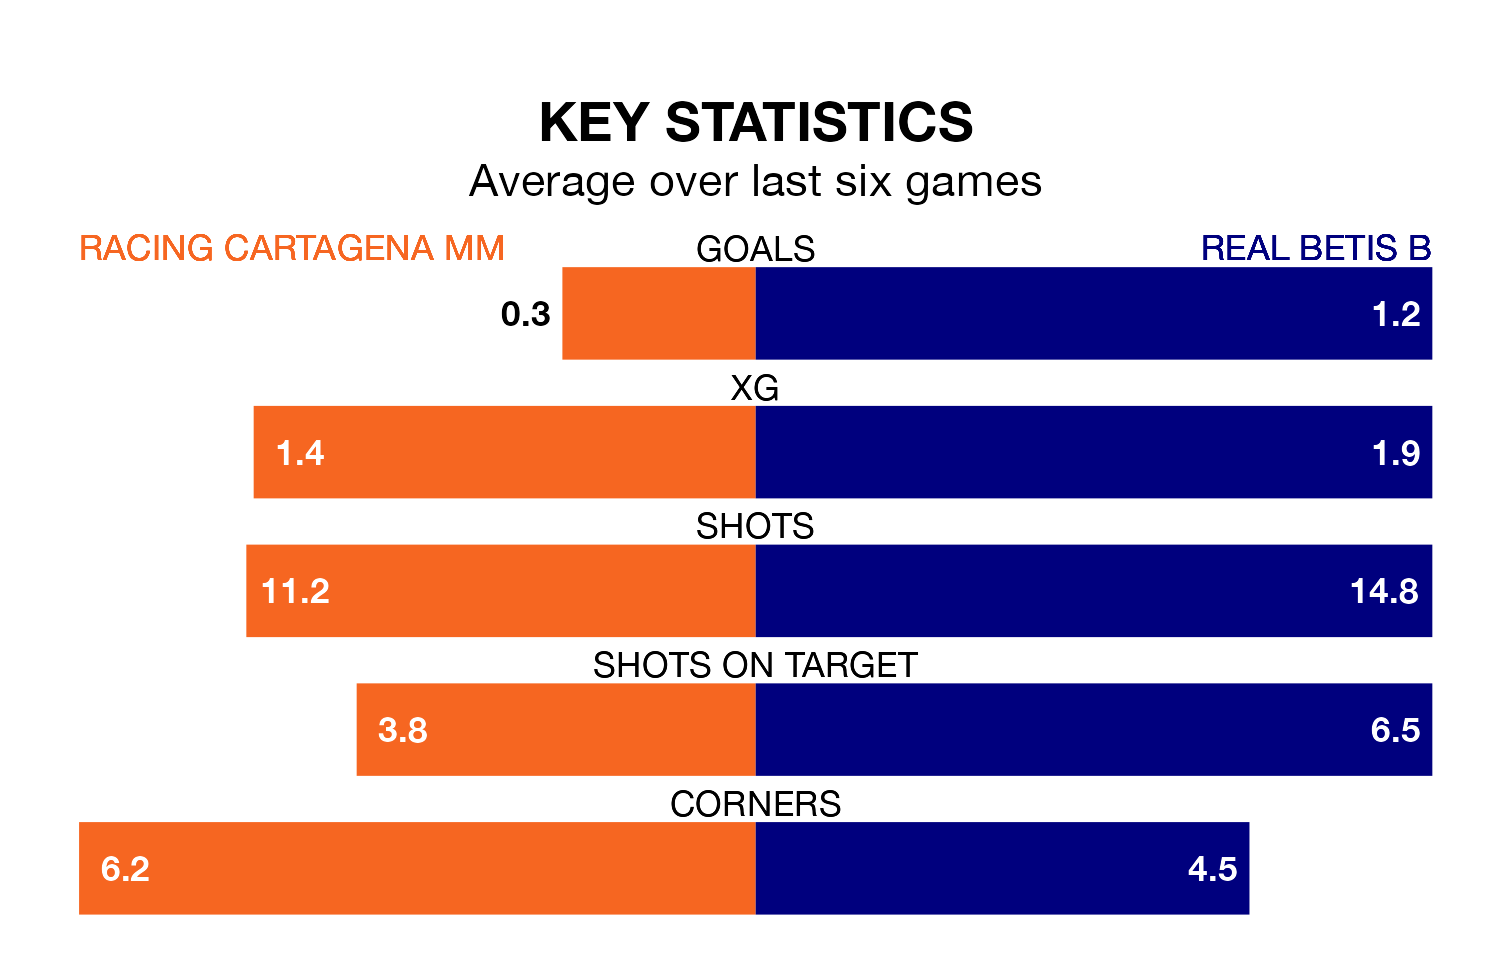 KEY STATISTICS
Average over last six games
RACING CARTAGENA MM GOALS REAL BETIS B
0.3 1.2
XG
1.4 1.9
SHOTS
11.2 14.8
SHOTS ON TARGET
3.8 6.5
CORNERS
6.2 4.5